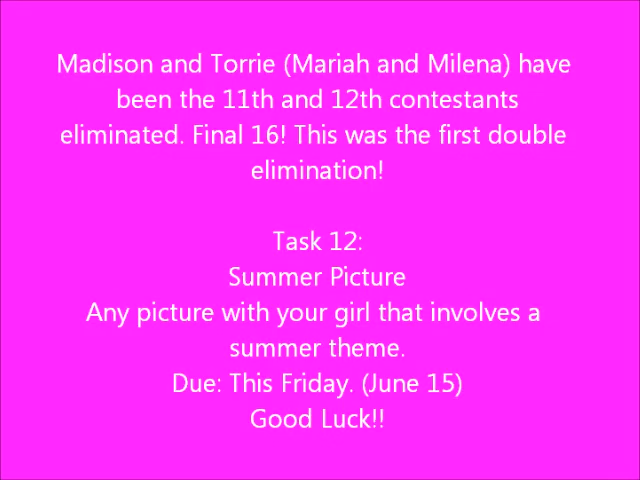 Madison and Torrie (Mariah and Milena) have
been the 11th and 12th contestants
eliminated. Final 16! This was the first double
elimination!
Task 12:
Summer Picture
Any picture with your girl that involves a
summer theme.
Due: This Friday. (June 15)
Good Luck!!